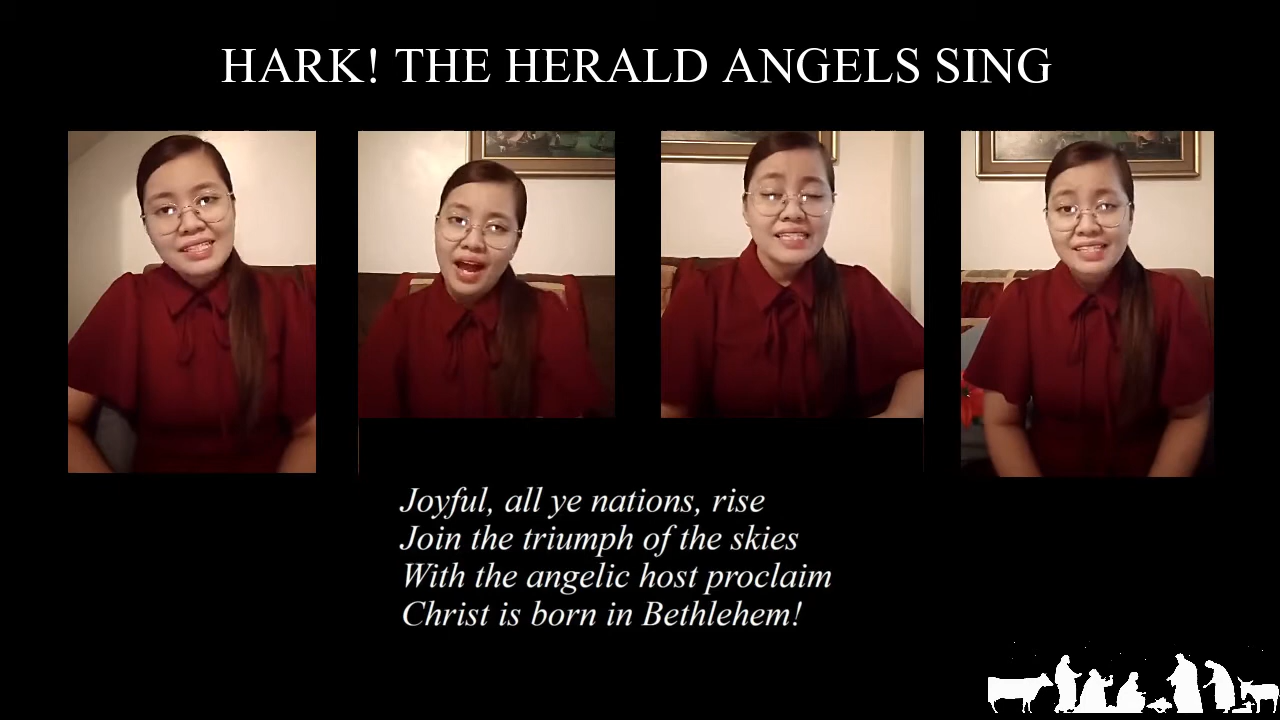 HARK! THE HERALD ANGELS SING
Joyful, all ye nations, rise
Join the triumph of the skies
With the angelic host proclaim
Christ is born in Bethlehem!